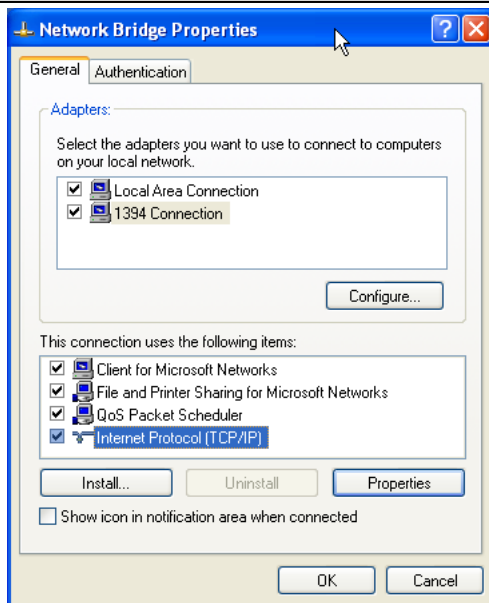 Network Bridge Properties
General
Authentication
Adapters:
Select the adapters you want to use to connect to computers
on your local network.
Local Area Connection
1394 Connection
Configure...
This connection uses the following items:
Client for Microsoft Networks
File and Printer Sharing for Microsoft Networks
QoS Packet Scheduler
Internet Protocol (TCP/IP)
Install...
Uninstall
Properties
Show icon in notification area when connected
OK
Cancel